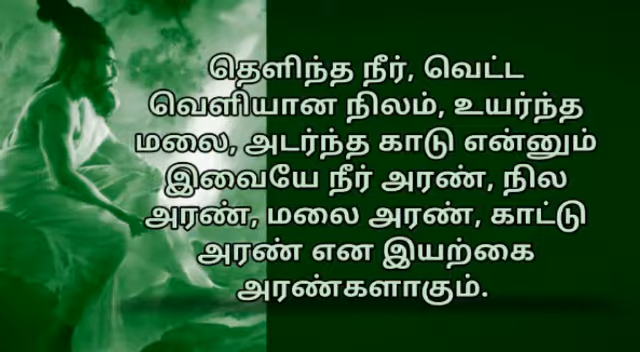 தெளிந்த நீர், வெட்ட
வெளியான நிலம், உயர்ந்த
மலை, அடர்ந்த காடு என்னும்
இவையே நீர் அரண், நில
அரண், மலை அரண், காட்டு
அரண் என இயற்கை
அரண்களாகும்.